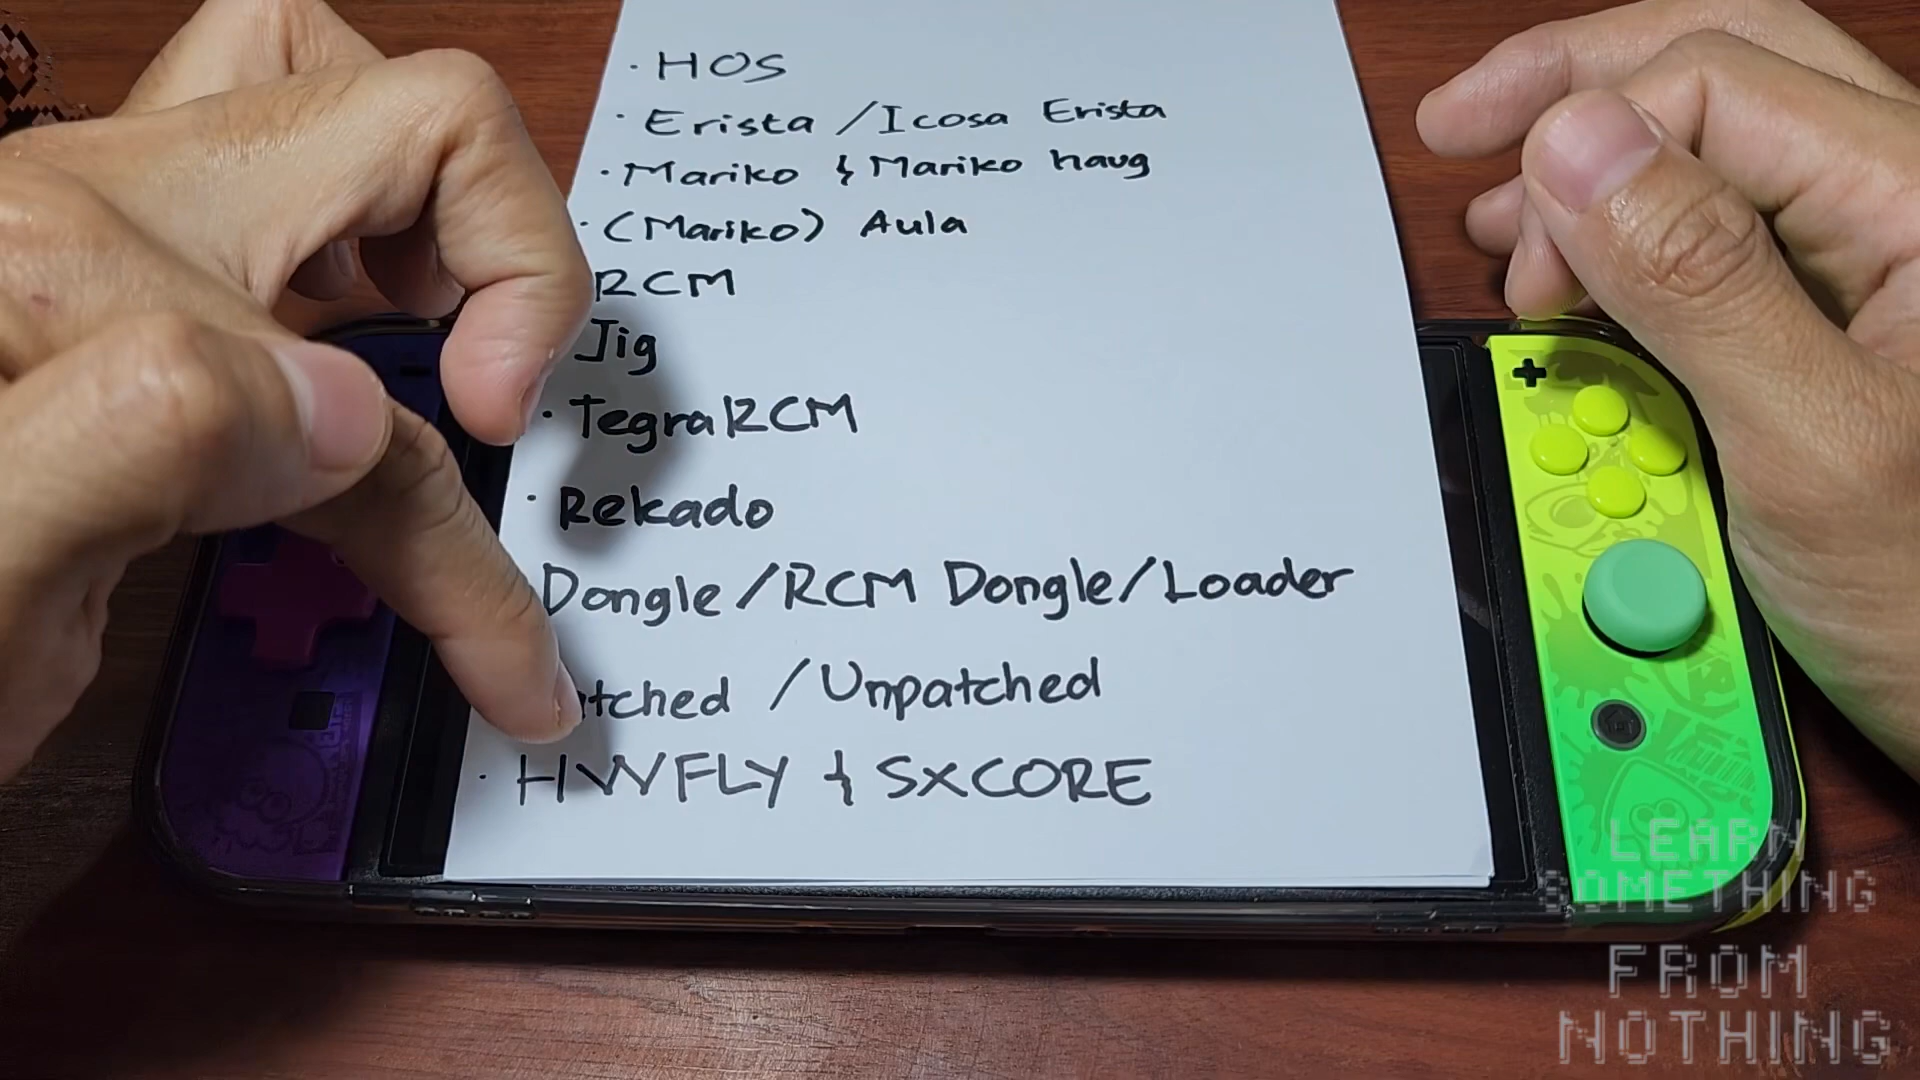 · HOS
· Erista / Icosa Erista
· Mariko & Mariko haug
· (Mariko) Aula
RCM
Jig
· TegraRCM
· Rekado
Dongle / RCM Dongle / Loader
atched / Unpatched
· HWFLY & SXCORE
LEARN
SOMETHING
FROM
NOTHING